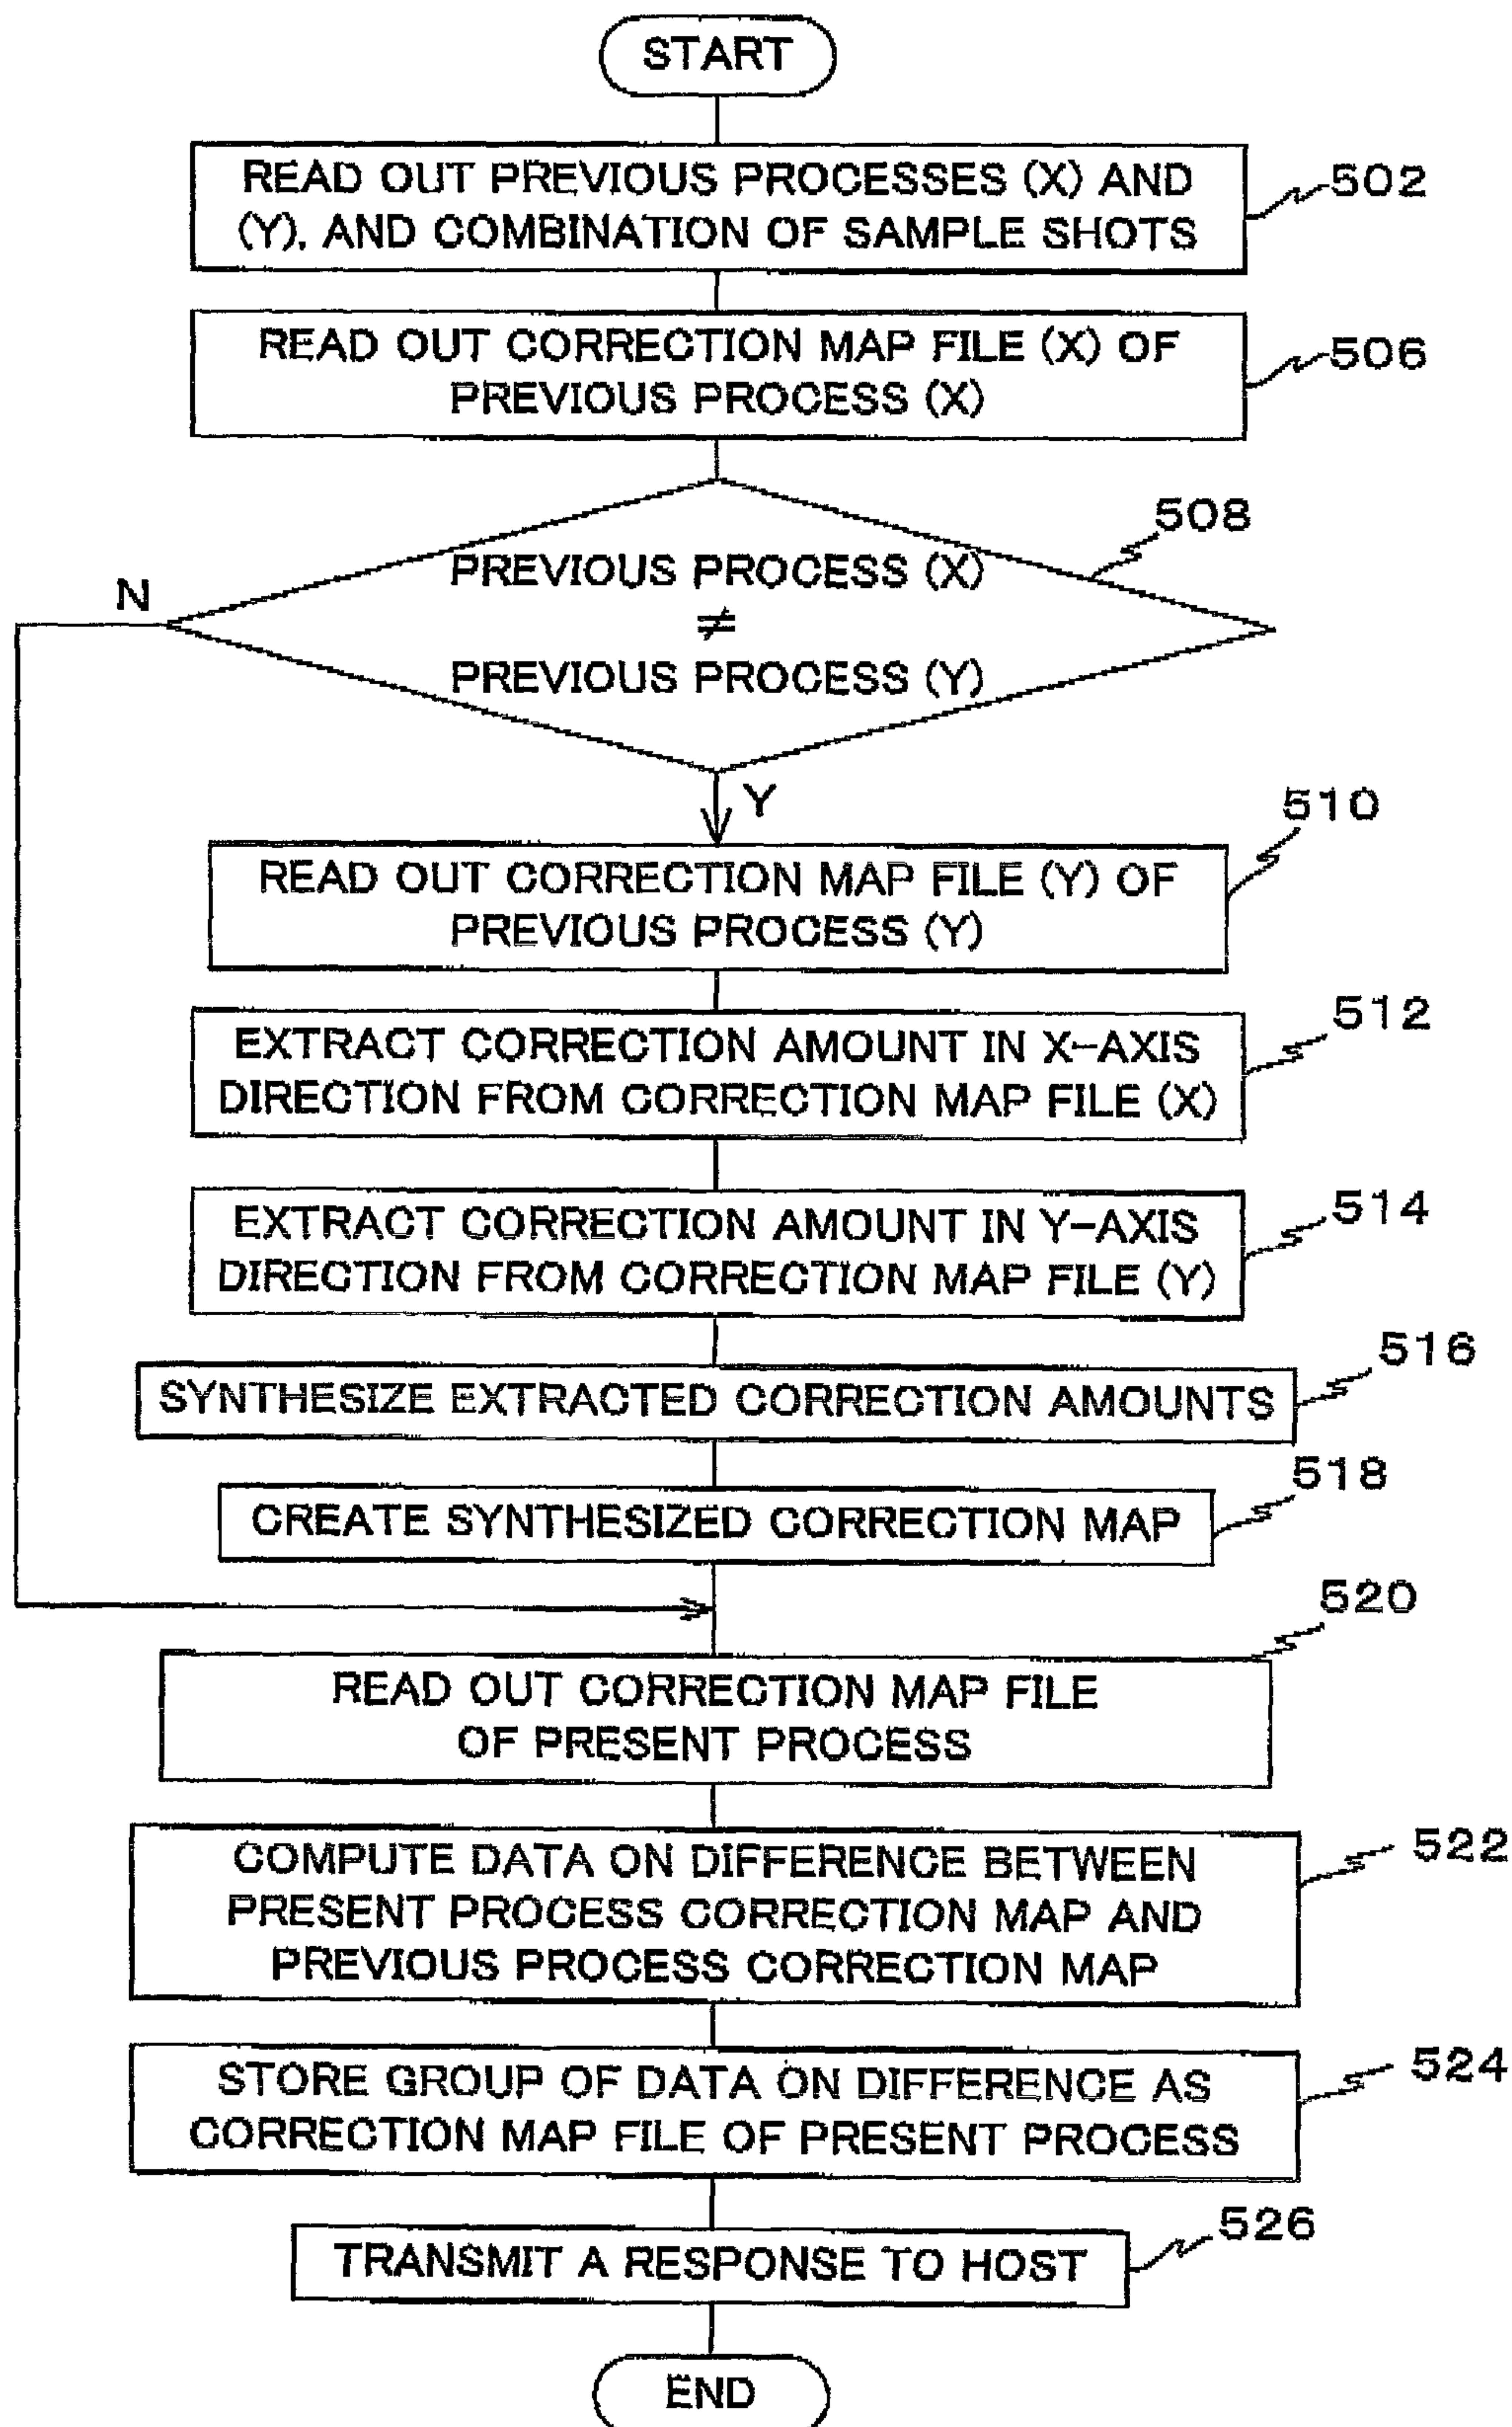 START
READ OUT PREVIOUS PROCESSES (X) AND
(Y), AND COMBINATION OF SAMPLE SHOTS
502
READ OUT CORRECTION MAP FILE (X) OF
PREVIOUS PROCESS (X)
506
508
PREVIOUS PROCESS (X)
≠
PREVIOUS PROCESS (Y)
N
Y
510
READ OUT CORRECTION MAP FILE (Y) OF
PREVIOUS PROCESS (Y)
512
EXTRACT CORRECTION AMOUNT IN X-AXIS
DIRECTION FROM CORRECTION MAP FILE (X)
514
EXTRACT CORRECTION AMOUNT IN Y-AXIS
DIRECTION FROM CORRECTION MAP FILE (Y)
516
SYNTHESIZE EXTRACTED CORRECTION AMOUNTS
518
CREATE SYNTHESIZED CORRECTION MAP
520
READ OUT CORRECTION MAP FILE
OF PRESENT PROCESS
522
COMPUTE DATA ON DIFFERENCE BETWEEN
PRESENT PROCESS CORRECTION MAP AND
PREVIOUS PROCESS CORRECTION MAP
524
STORE GROUP OF DATA ON DIFFERENCE AS
CORRECTION MAP FILE OF PRESENT PROCESS
526
TRANSMIT A RESPONSE TO HOST
END